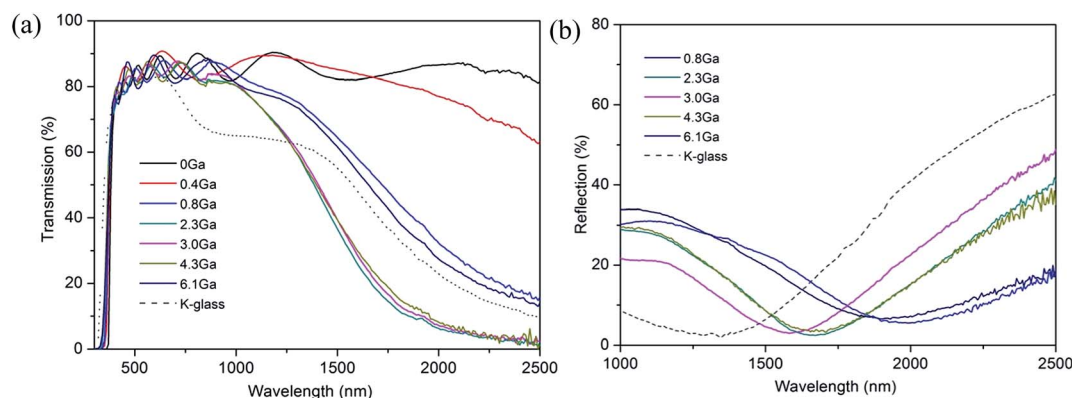 (a)
100
80
60
40
20
0
Transmission (%)
0Ga
0.4Ga
0.8Ga
2.3Ga
3.0Ga
4.3Ga
6.1Ga
K-glass
500
1000
1500
2000
2500
Wavelength (nm)
(b)
80
60
40
20
0
Reflection (%)
0.8Ga
2.3Ga
3.0Ga
4.3Ga
6.1Ga
K-glass
1000
1500
2000
2500
Wavelength (nm)